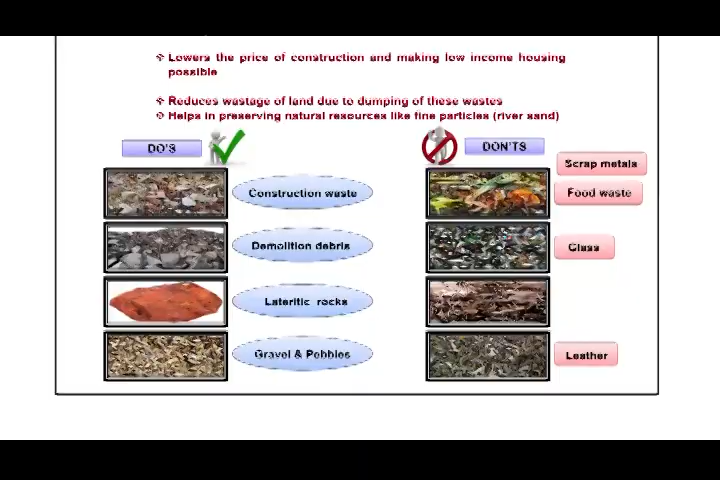 ❖ Lowers the price of construction and making low income housing
possible
❖ Reduces wastage of land due to dumping of these wastes
❖ Helps in preserving natural resources like fine particles (river sand)
DO'S
DON'TS
Scrap metals
Construction waste
Food waste
Demolition debris
Glass
Lateritic rocks
Gravel & Pebbles
Leather